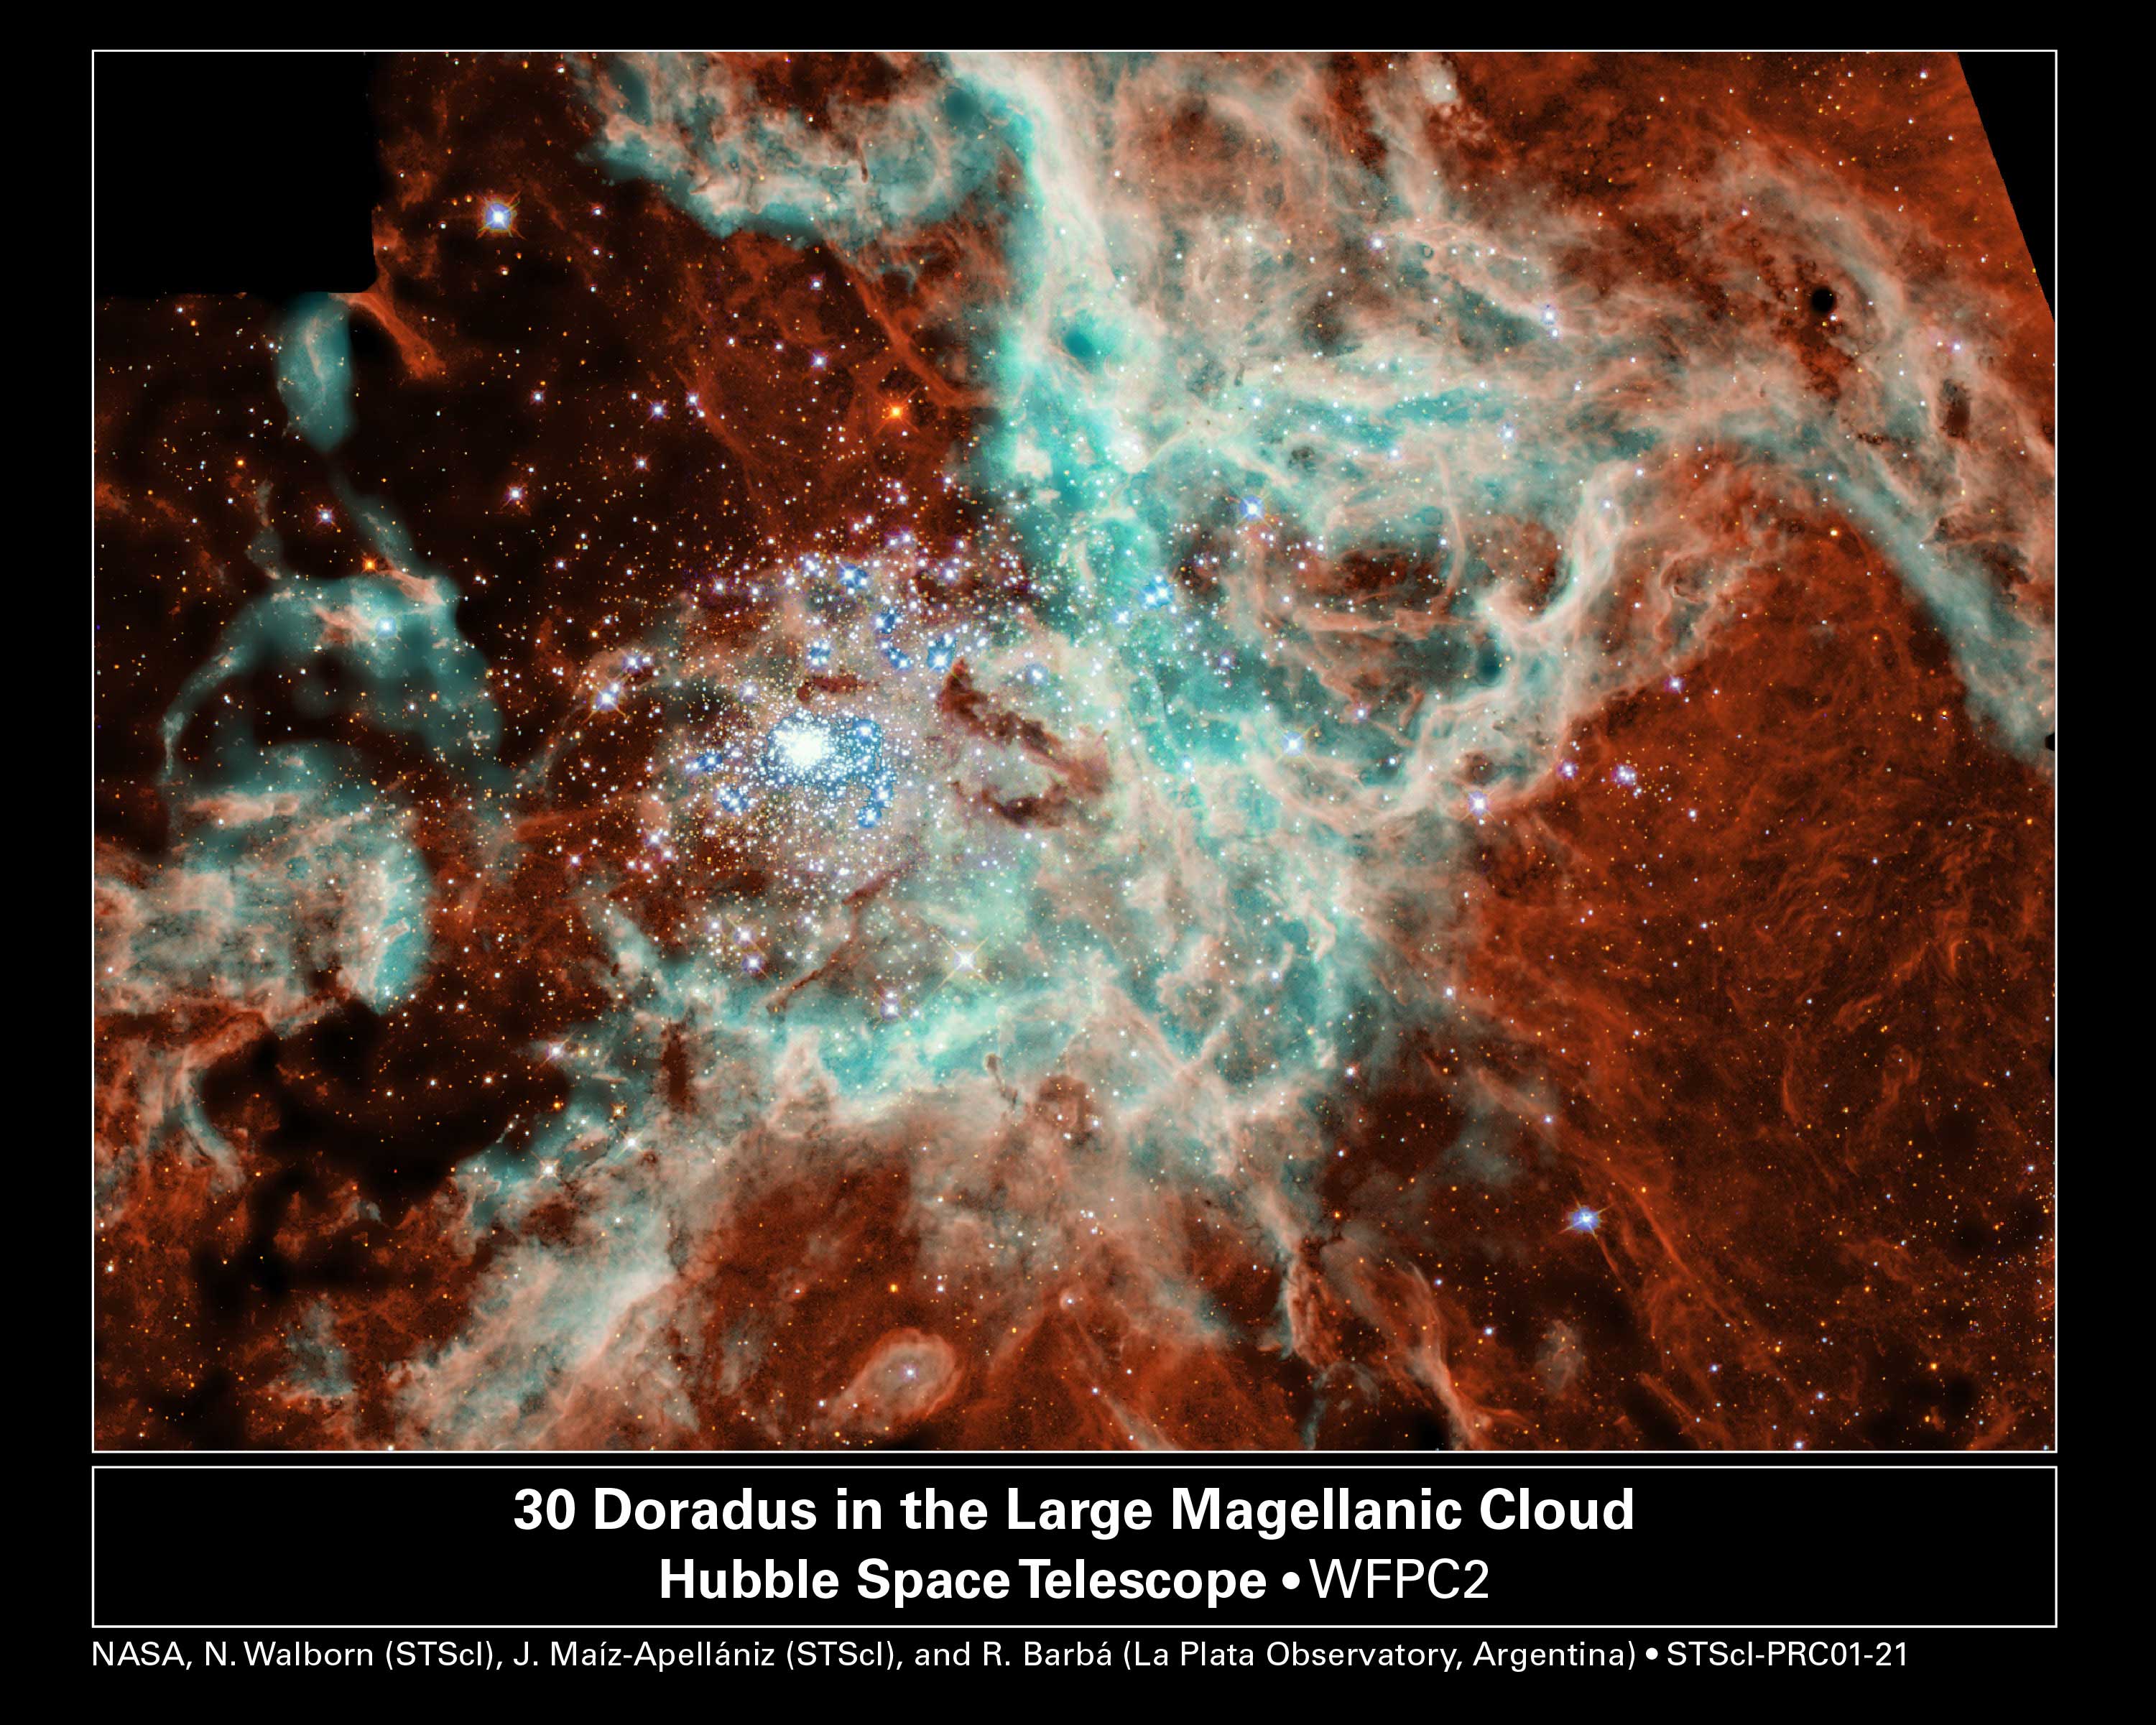 30 Doradus in the Large Magellanic Cloud
Hubble Space Telescope • WFPC2
NASA, N. Walborn (STScI), J. Maíz-Apellániz (STScI), and R. Barbá (La Plata Observatory, Argentina) • STScI-PRC01-21